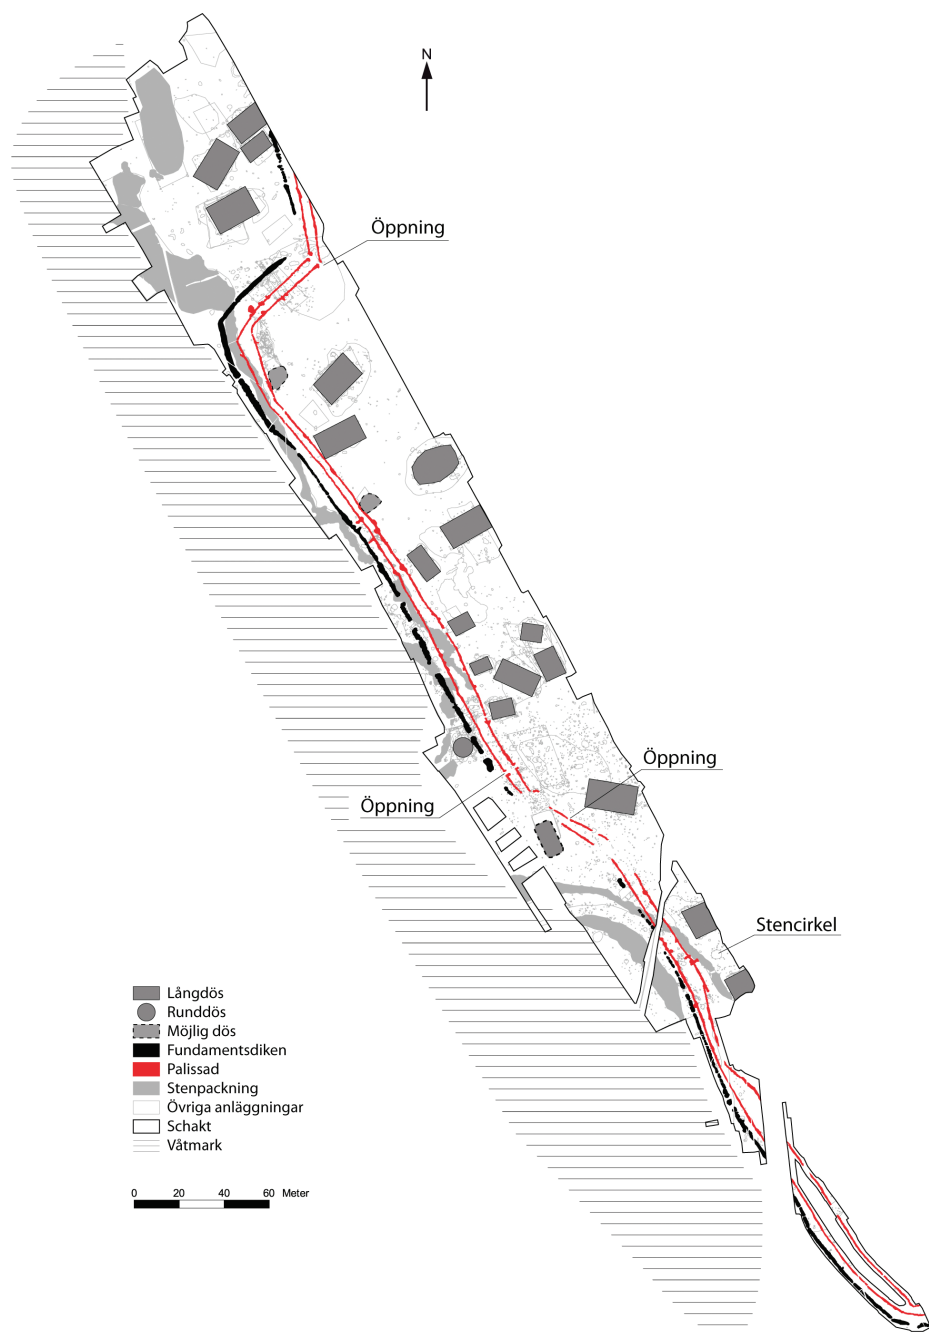 N
Öppning
Öppning
Öppning
Stencirkel
Långdös
Runddös
Möjlig dös
Fundamentsdiken
Palissad
Stenpackning
Övriga anläggningar
Schakt
Våtmark
0 20 40 60 Meter